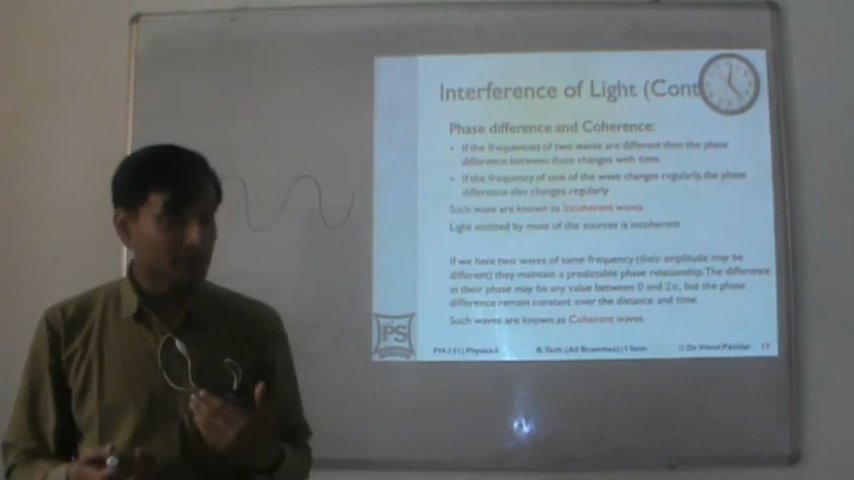 Interference of Light (Cont
Phase difference and Coherence:
• If the frequencies of two waves are different then the phase
difference between them changes with time
• If the frequency of one of the wave changes regularly, the phase
difference also changes regularly
Such wave are known as Incoherent waves
Light emitted by most of the sources is incoherent
If we have two waves of same frequency (their amplitude may be
different) they maintain a predictable phase relationship. The difference
in their phase may be any value between 0 and 2π, but the phase
difference remain constant over the distance and time
Such waves are known as Coherent waves
PS
B.Tech. (All Branches) | I Sem
© Dr Vinod Patidar
17